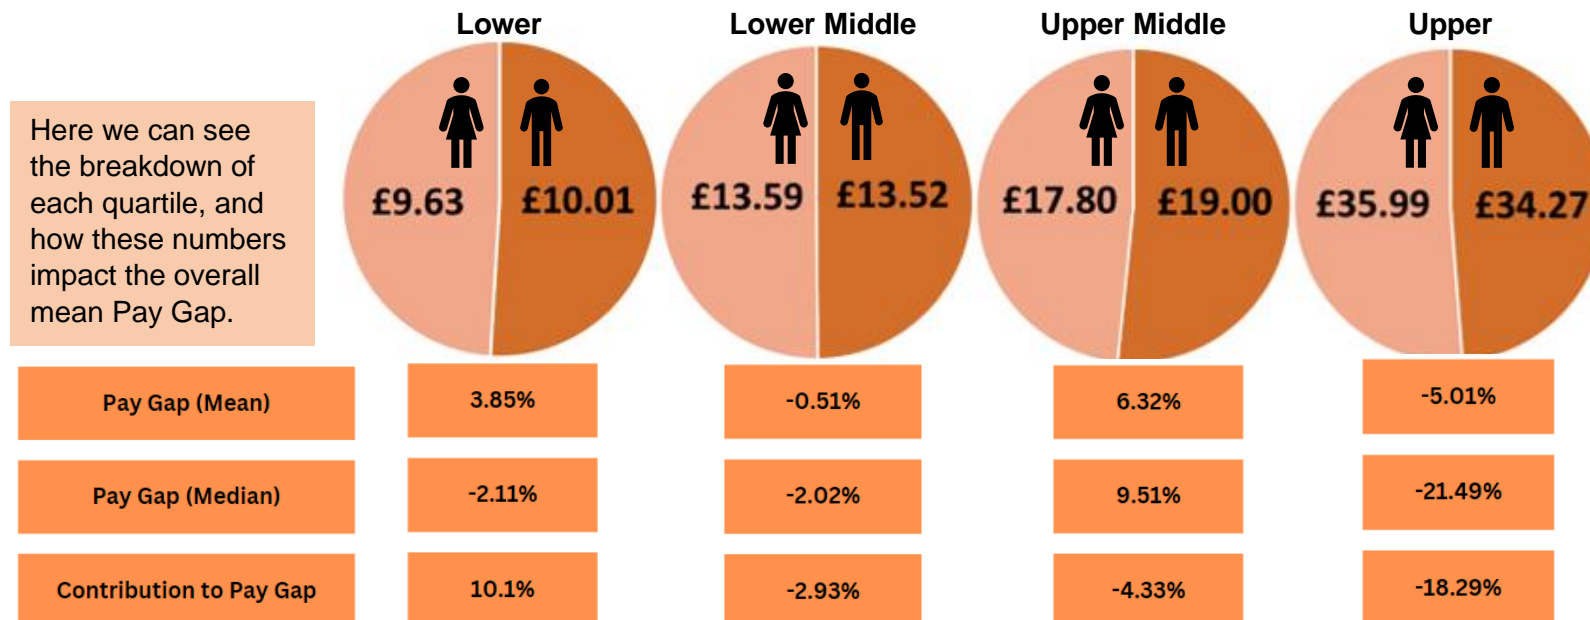 Lower
Lower Middle
Upper Middle
Upper
Here we can see
the breakdown of
each quartile, and
how these numbers
impact the overall
mean Pay Gap.
£9.63 £10.01
£13.59 £13.52
£17.80 £19.00
£35.99 £34.27
Pay Gap (Mean) 3.85% -0.51% 6.32% -5.01%
Pay Gap (Median) -2.11% -2.02% 9.51% -21.49%
Contribution to Pay Gap 10.1% -2.93% -4.33% -18.29%